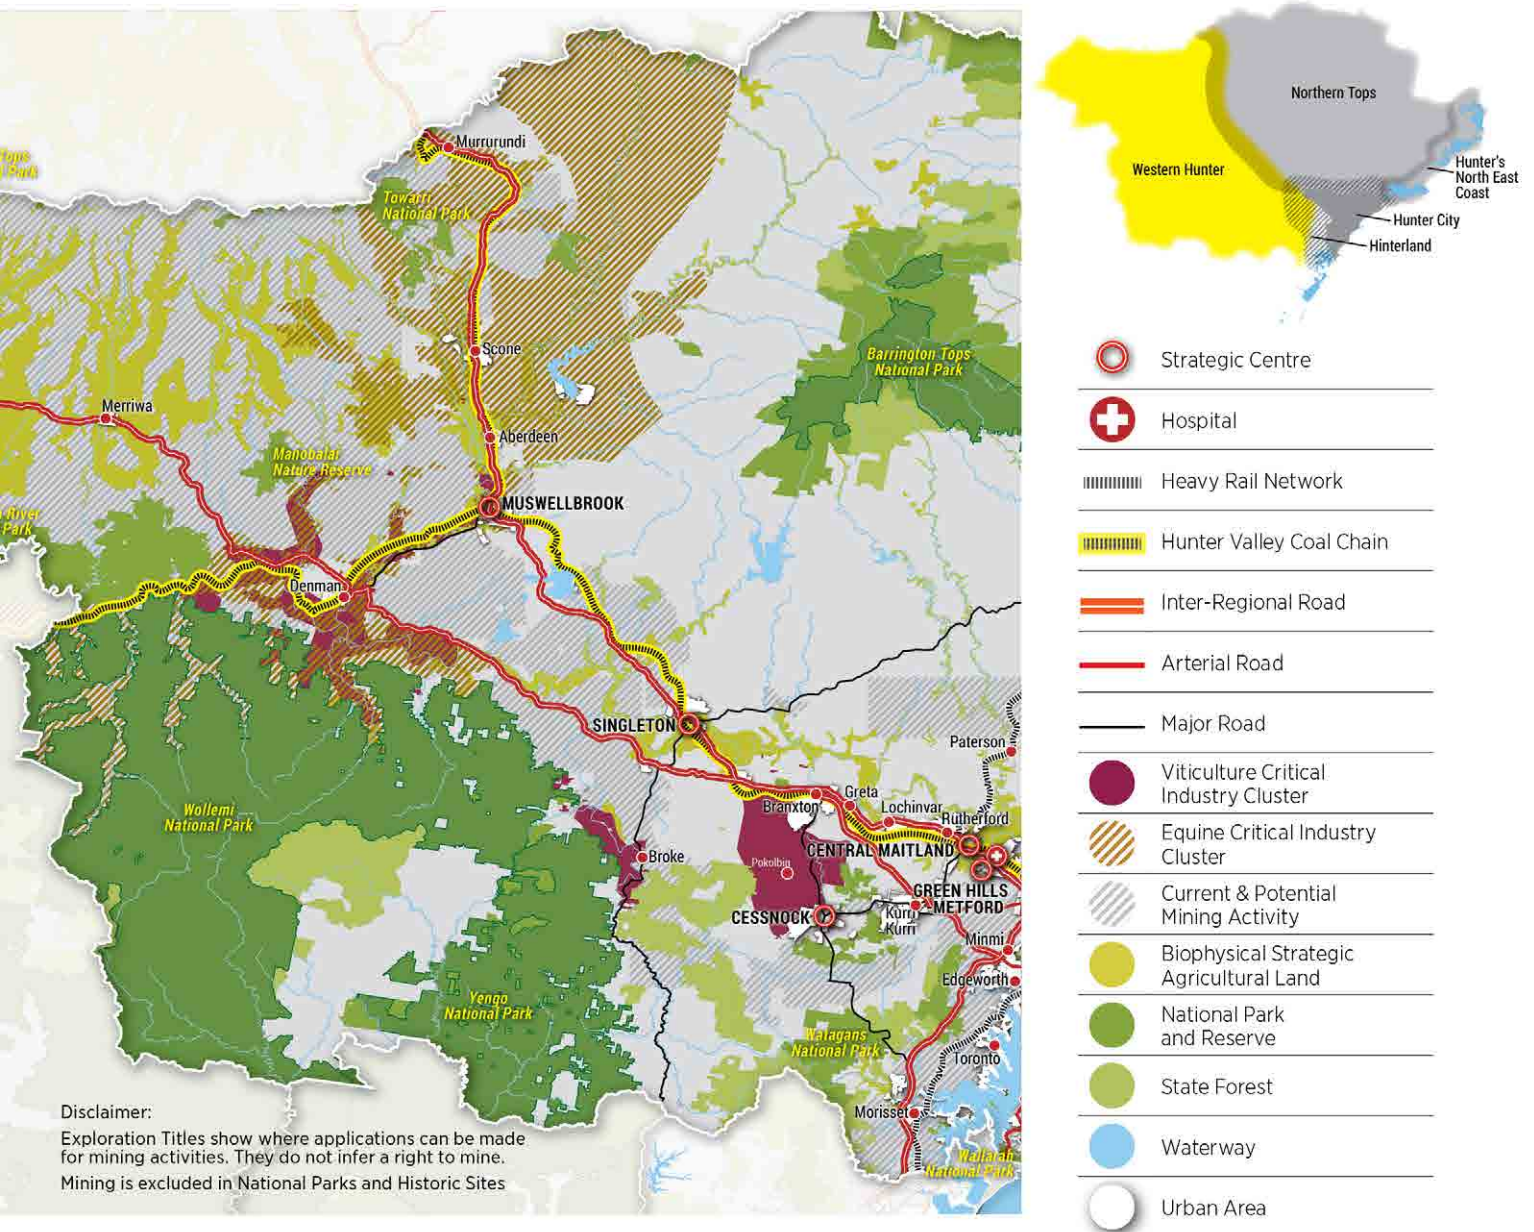 Tops
l Park
Murrurundi
Towarri
National Park
Scone
Barrington Tops
National Park
Merriwa
Aberdeen
Manobalai
Nature Reserve
MUSWELLBROOK
River
Park
Denman
SINGLETON
Paterson
Greta
Branxton
Lochinvar
Rutherford
Wollemi
National Park
Broke
Pokolbin
CENTRAL MAITLAND
GREEN HILLS
METFORD
CESSNOCK
Kurri
Kurri
Minmi
Edgeworth
Yengo
National Park
Watagans
National Park
Toronto
Morisset
Wallarah
National Park
Disclaimer:
Exploration Titles show where applications can be made
for mining activities. They do not infer a right to mine.
Mining is excluded in National Parks and Historic Sites
Northern Tops
Western Hunter
Hunter's
North East
Coast
Hunter City
Hinterland
Strategic Centre
Hospital
Heavy Rail Network
Hunter Valley Coal Chain
Inter-Regional Road
Arterial Road
Major Road
Viticulture Critical
Industry Cluster
Equine Critical Industry
Cluster
Current & Potential
Mining Activity
Biophysical Strategic
Agricultural Land
National Park
and Reserve
State Forest
Waterway
Urban Area